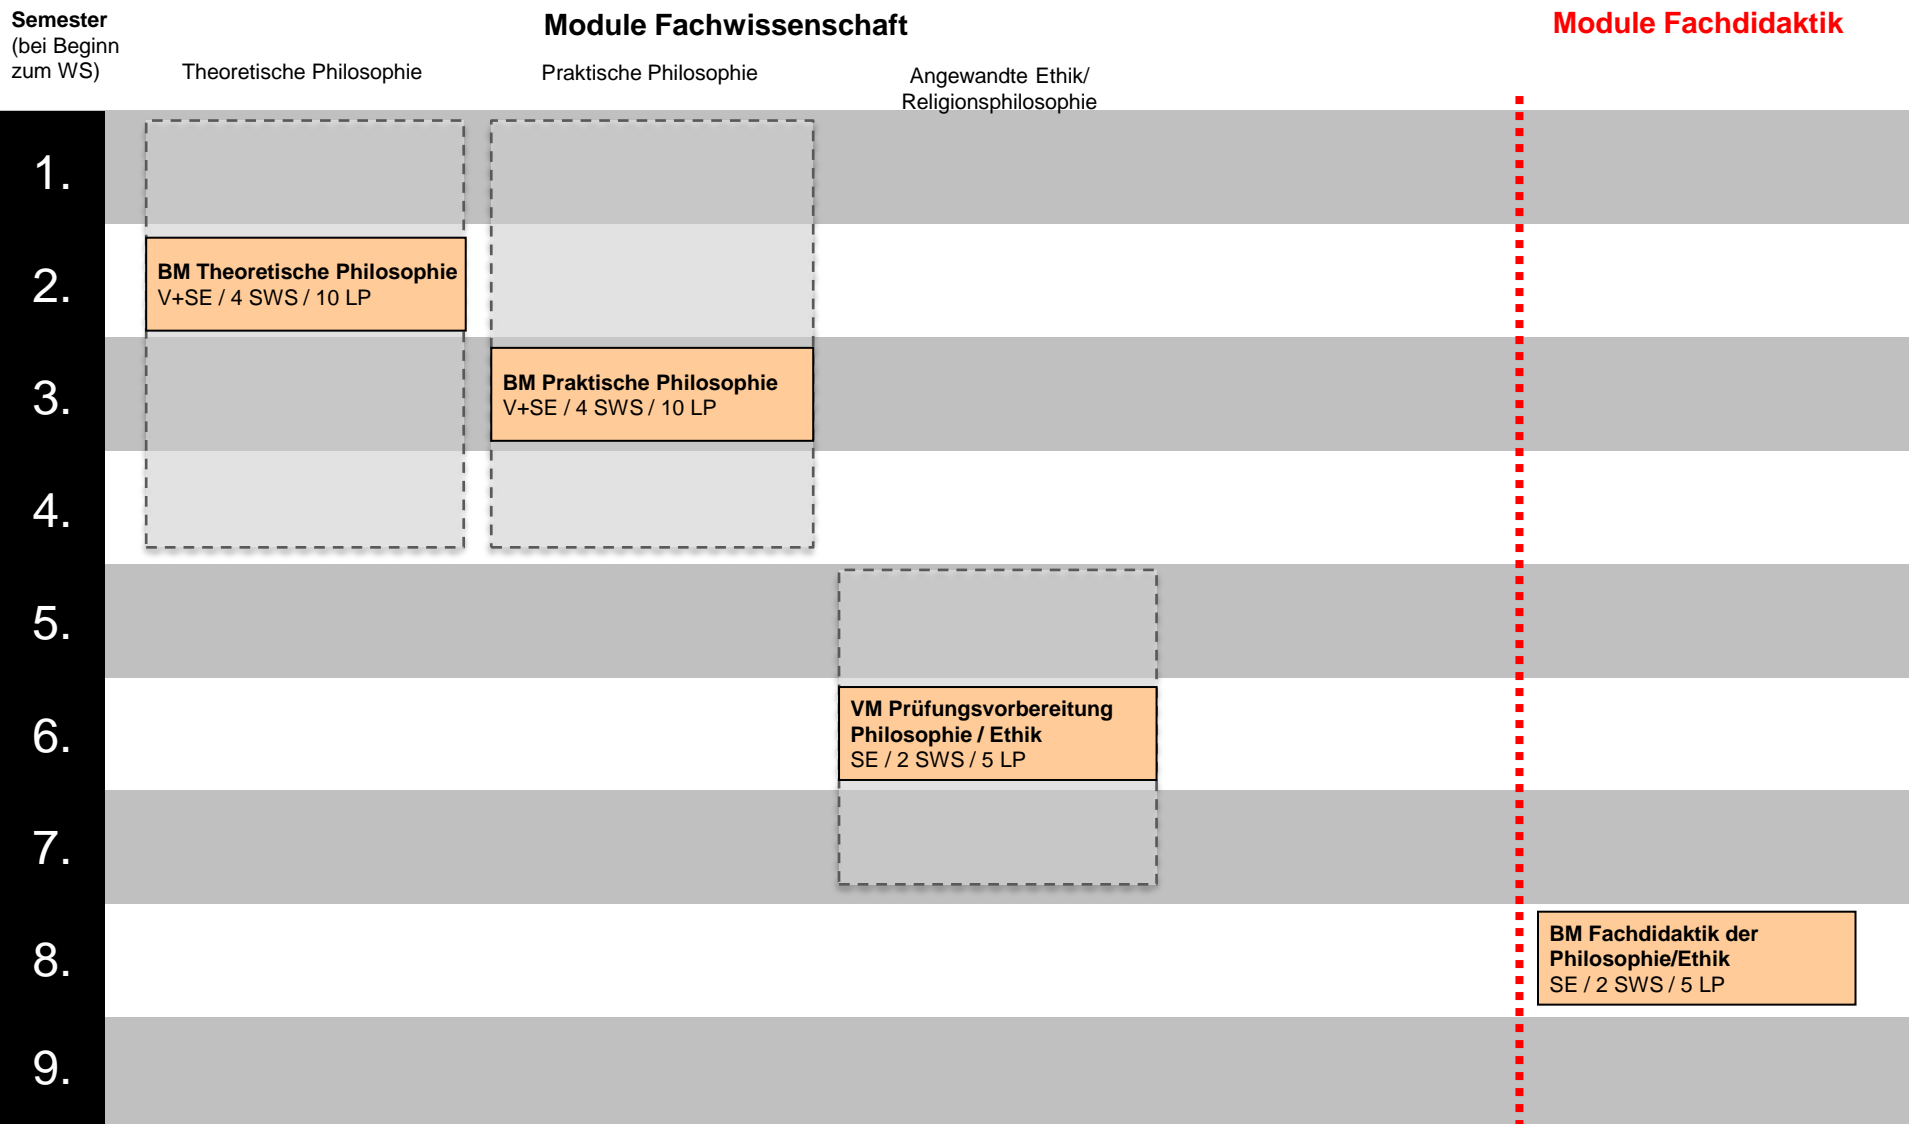 Semester
(bei Beginn
zum WS)
Module Fachwissenschaft
Module Fachdidaktik
Theoretische Philosophie
Praktische Philosophie
Angewandte Ethik/
Religionsphilosophie
1.
2.
BM Theoretische Philosophie
V+SE / 4 SWS / 10 LP
3.
BM Praktische Philosophie
V+SE / 4 SWS / 10 LP
4.
5.
6.
VM Prüfungsvorbereitung
Philosophie / Ethik
SE / 2 SWS / 5 LP
7.
8.
BM Fachdidaktik der
Philosophie/Ethik
SE / 2 SWS / 5 LP
9.